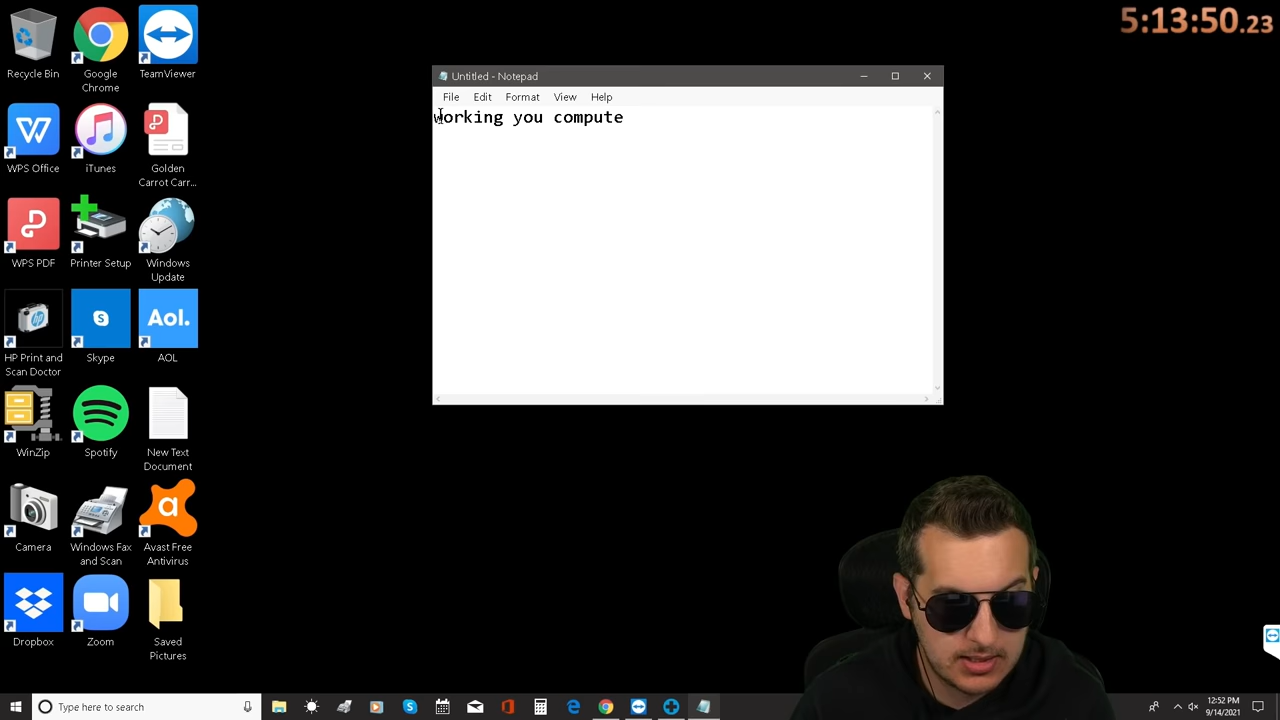 5:13:50.23
Recycle Bin
Google Chrome
TeamViewer
WPS Office
iTunes
Golden Carrot Carr...
WPS PDF
Printer Setup
Windows Update
HP Print and Scan Doctor
Skype
Aol.
AOL
WinZip
Spotify
New Text Document
Camera
Windows Fax and Scan
Avast Free Antivirus
Dropbox
Zoom
Saved Pictures
Untitled - Notepad
File Edit Format View Help
working you compute
Type here to search
12:52 PM
9/14/2021